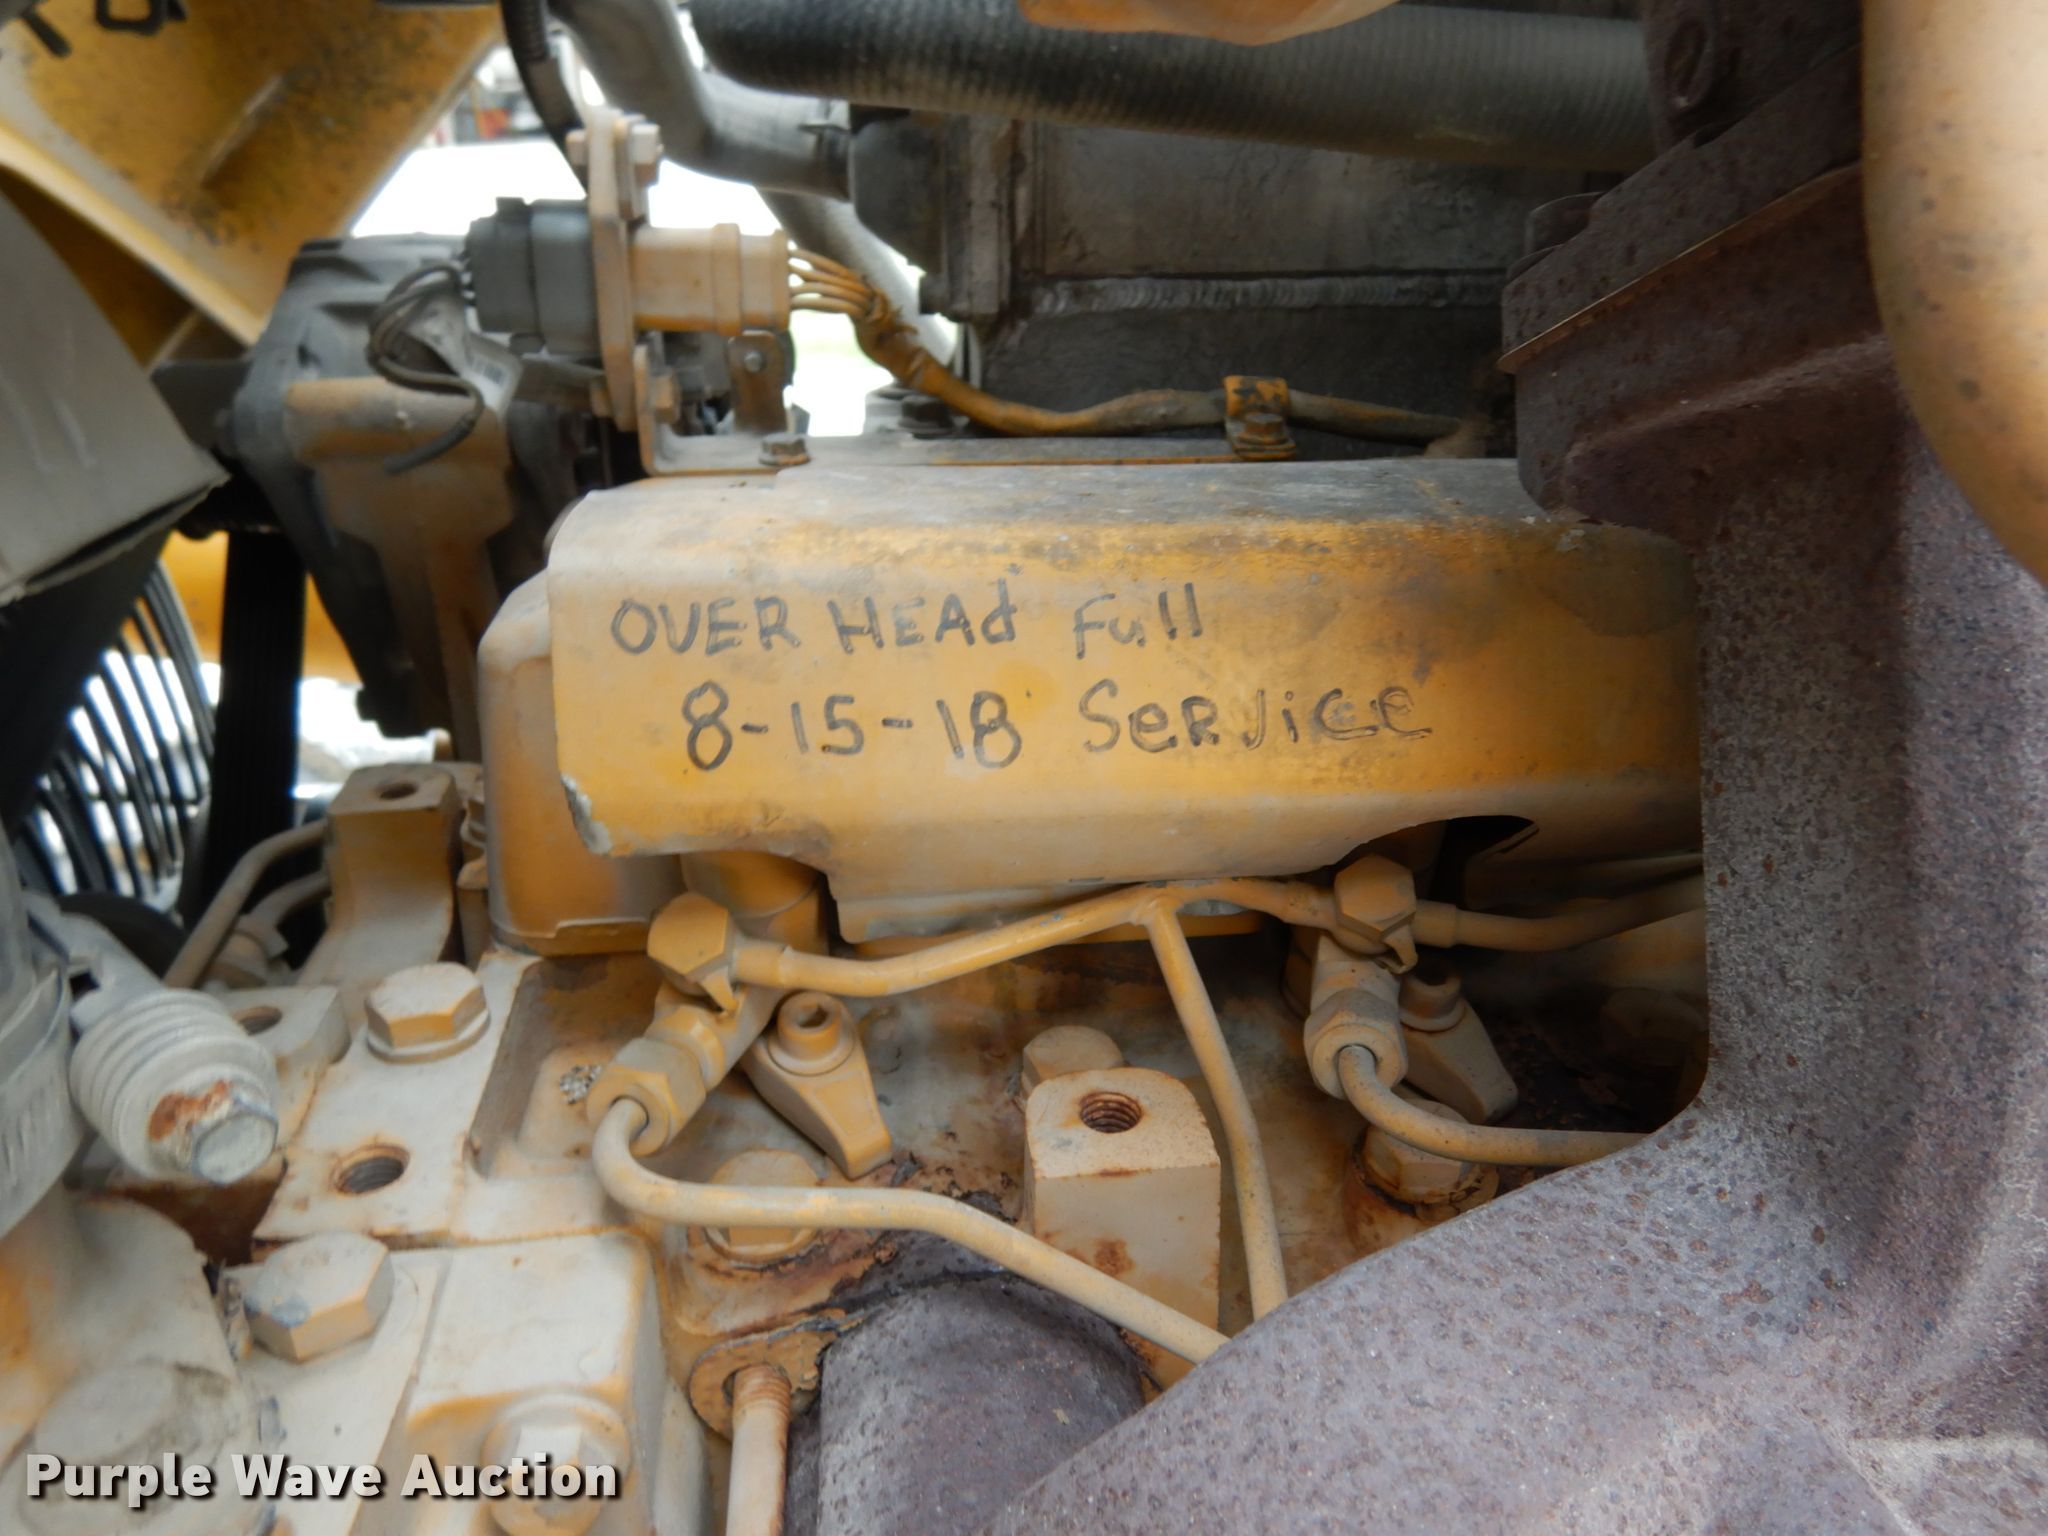 OVER HEAd Full
8-15-18 SeRvice
Purple Wave Auction